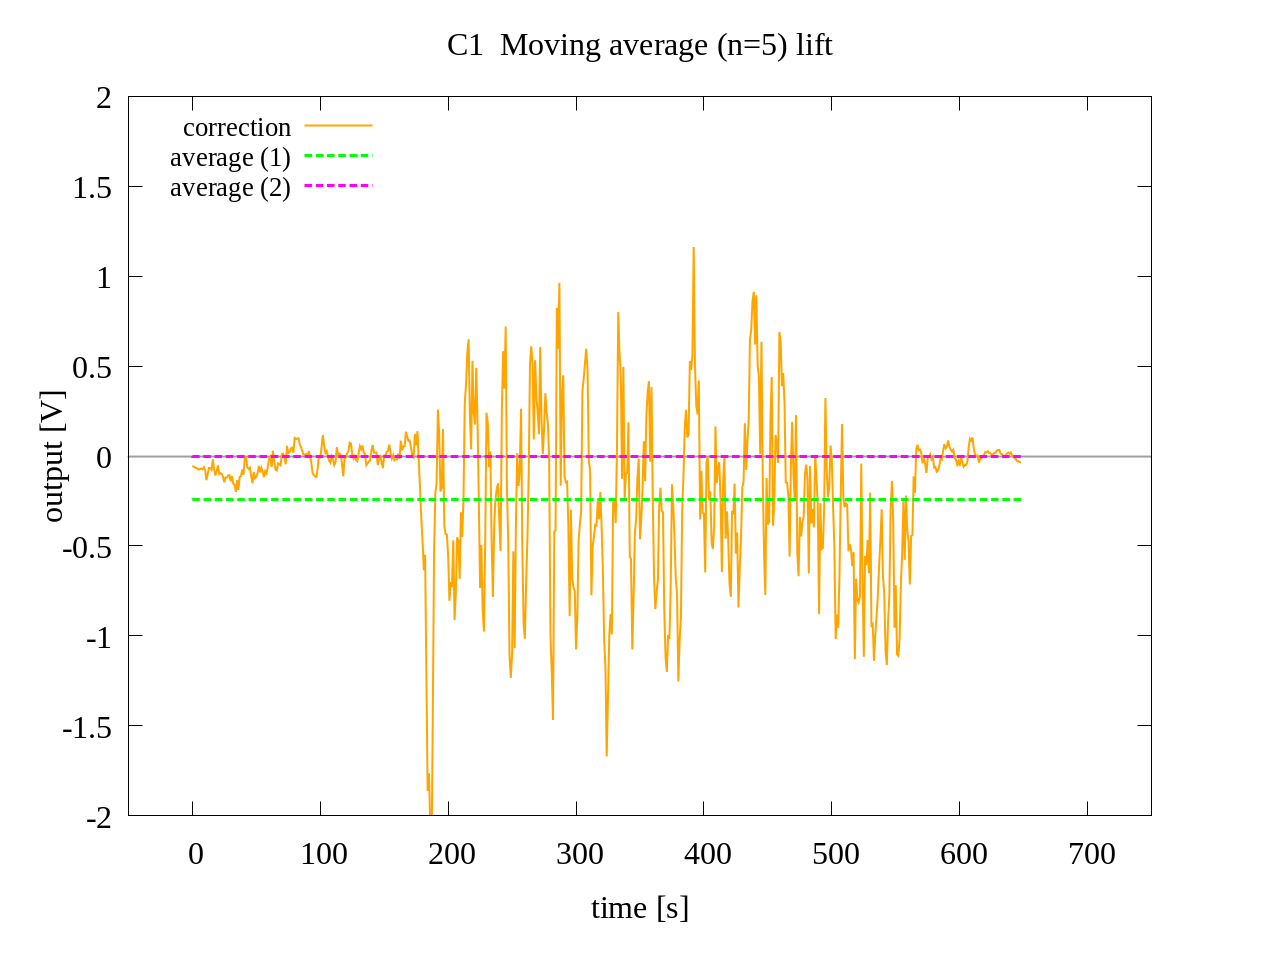 C1  Moving average (n=5) lift
correction
average (1)
average (2)
output [V]
2
1.5
1
0.5
0
-0.5
-1
-1.5
-2
0 100 200 300 400 500 600 700
time [s]